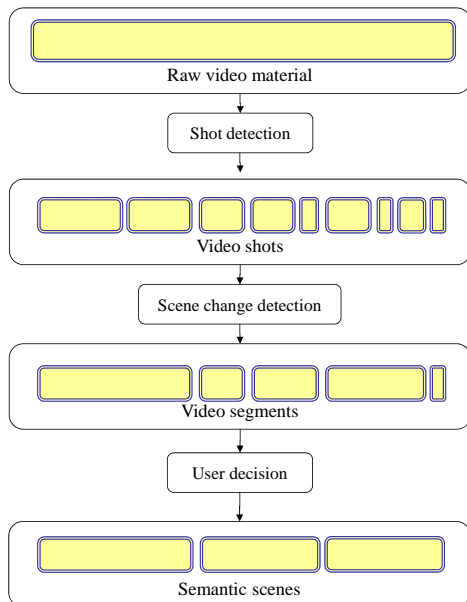 Raw video material
Shot detection
Video shots
Scene change detection
Video segments
User decision
Semantic scenes